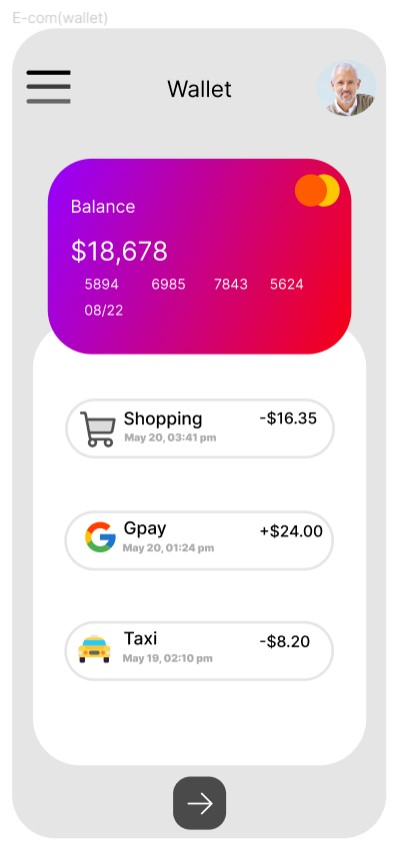 E-com(wallet)
Wallet
Balance
$18,678
5894 6985 7843 5624
08/22
Shopping -$16.35
May 20, 03:41 pm
Gpay +$24.00
May 20, 01:24 pm
Taxi -$8.20
May 19, 02:10 pm